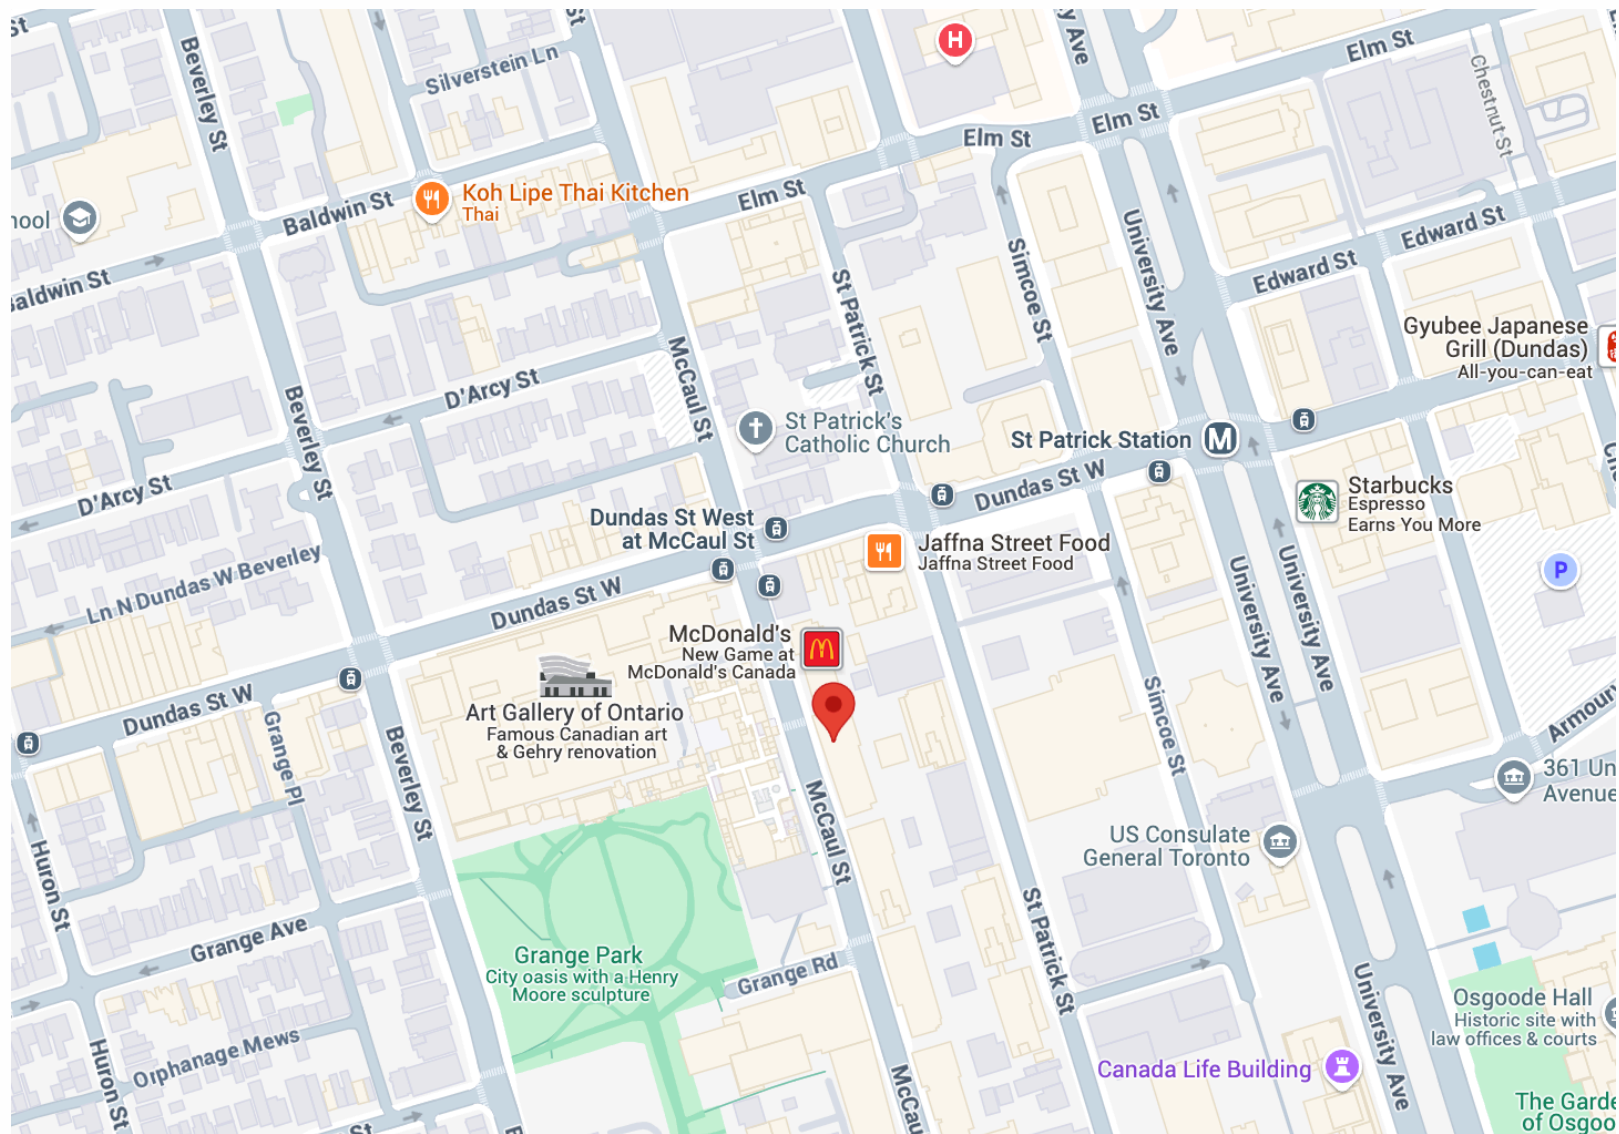 St
St
y Ave
Elm St
Beverley St
Silverstein Ln
H
Chestnut St
Elm St
Elm St
Koh Lipe Thai Kitchen
Thai
Elm St
Baldwin St
University Ave
Edward St
Edward St
Baldwin St
St Patrick St
Simcoe St
Gyubee Japanese
Grill (Dundas)
All-you-can-eat
McCaul St
D'Arcy St
Beverley St
St Patrick's
Catholic Church
St Patrick Station
M
D'Arcy St
Dundas St W
Starbucks
Espresso
Earns You More
Dundas St West
at McCaul St
Jaffna Street Food
Jaffna Street Food
Ln N Dundas W Beverley
P
Dundas St W
University Ave
University Ave
McDonald's
New Game at
McDonald's Canada
Dundas St W
Grange Pl
Art Gallery of Ontario
Famous Canadian art
& Gehry renovation
Simcoe St
Armoury
Beverley St
361 Un
Avenue
McCaul St
US Consulate
General Toronto
Huron St
Grange Ave
St Patrick St
Grange Park
City oasis with a Henry
Moore sculpture
Grange Rd
University Ave
Osgoode Hall
Historic site with
law offices & courts
Orphanage Mews
Huron St
Canada Life Building
McCau
The Garde
of Osgoo
St